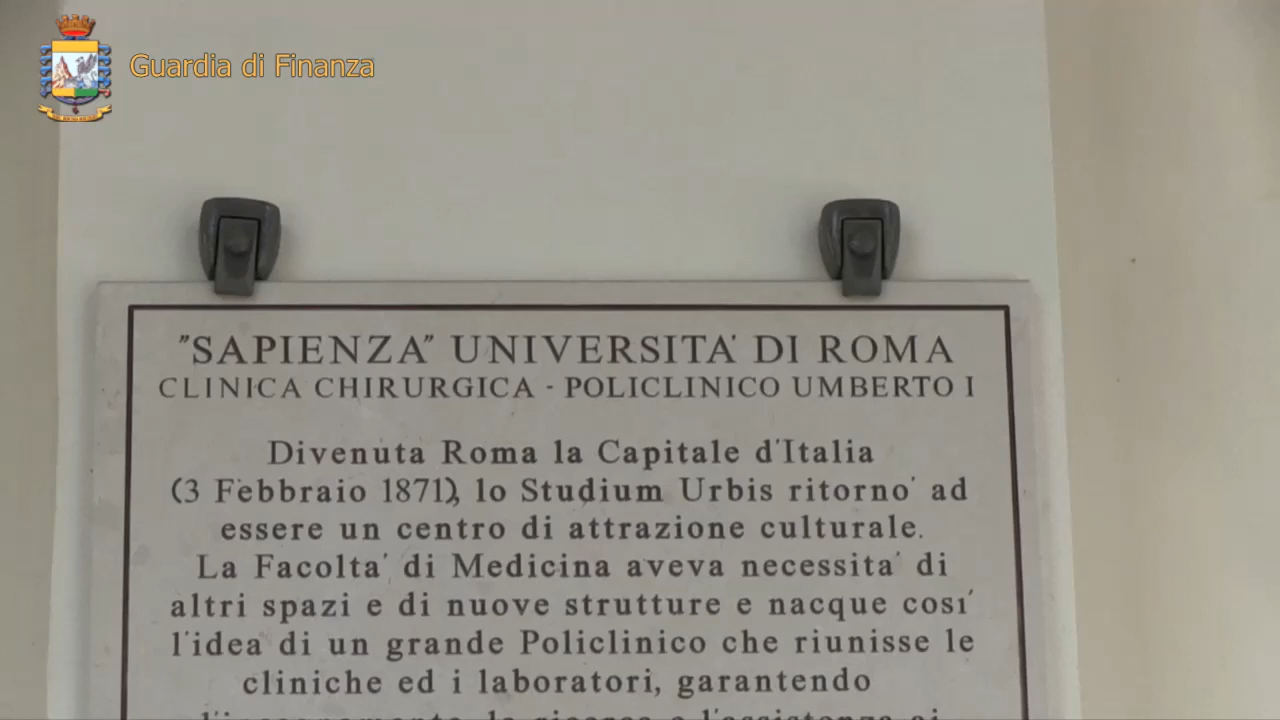 Guardia di Finanza
"SAPIENZA" UNIVERSITA' DI ROMA
CLINICA CHIRURGICA - POLICLINICO UMBERTO I
Divenuta Roma la Capitale d'Italia
(3 Febbraio 1871), lo Studium Urbis ritorno' ad
essere un centro di attrazione culturale.
La Facolta' di Medicina aveva necessita' di
altri spazi e di nuove strutture e nacque cosi'
l'idea di un grande Policlinico che riunisse le
cliniche ed i laboratori, garantendo